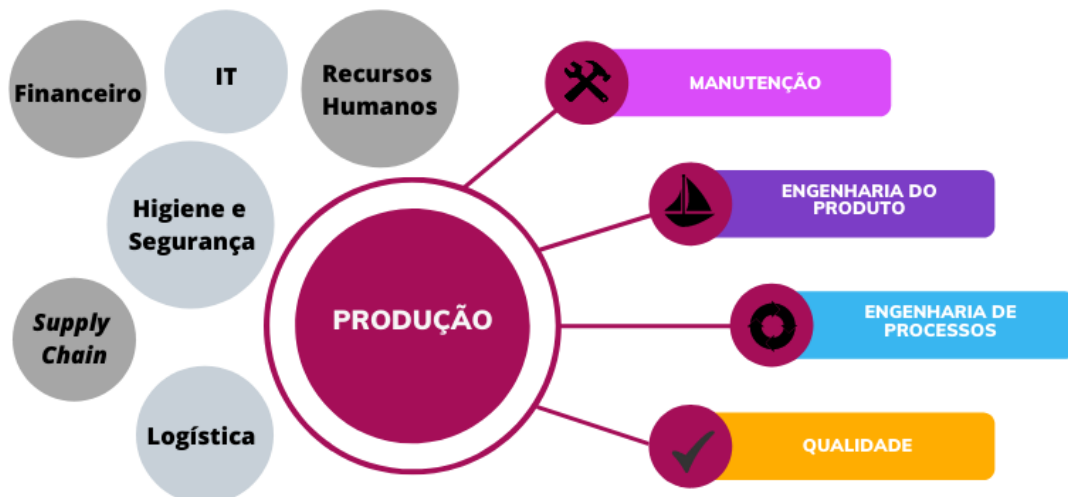 Financeiro
IT
Recursos
Humanos
Higiene e
Segurança
Supply
Chain
Logística
PRODUÇÃO
MANUTENÇÃO
ENGENHARIA DO
PRODUTO
ENGENHARIA DE
PROCESSOS
QUALIDADE